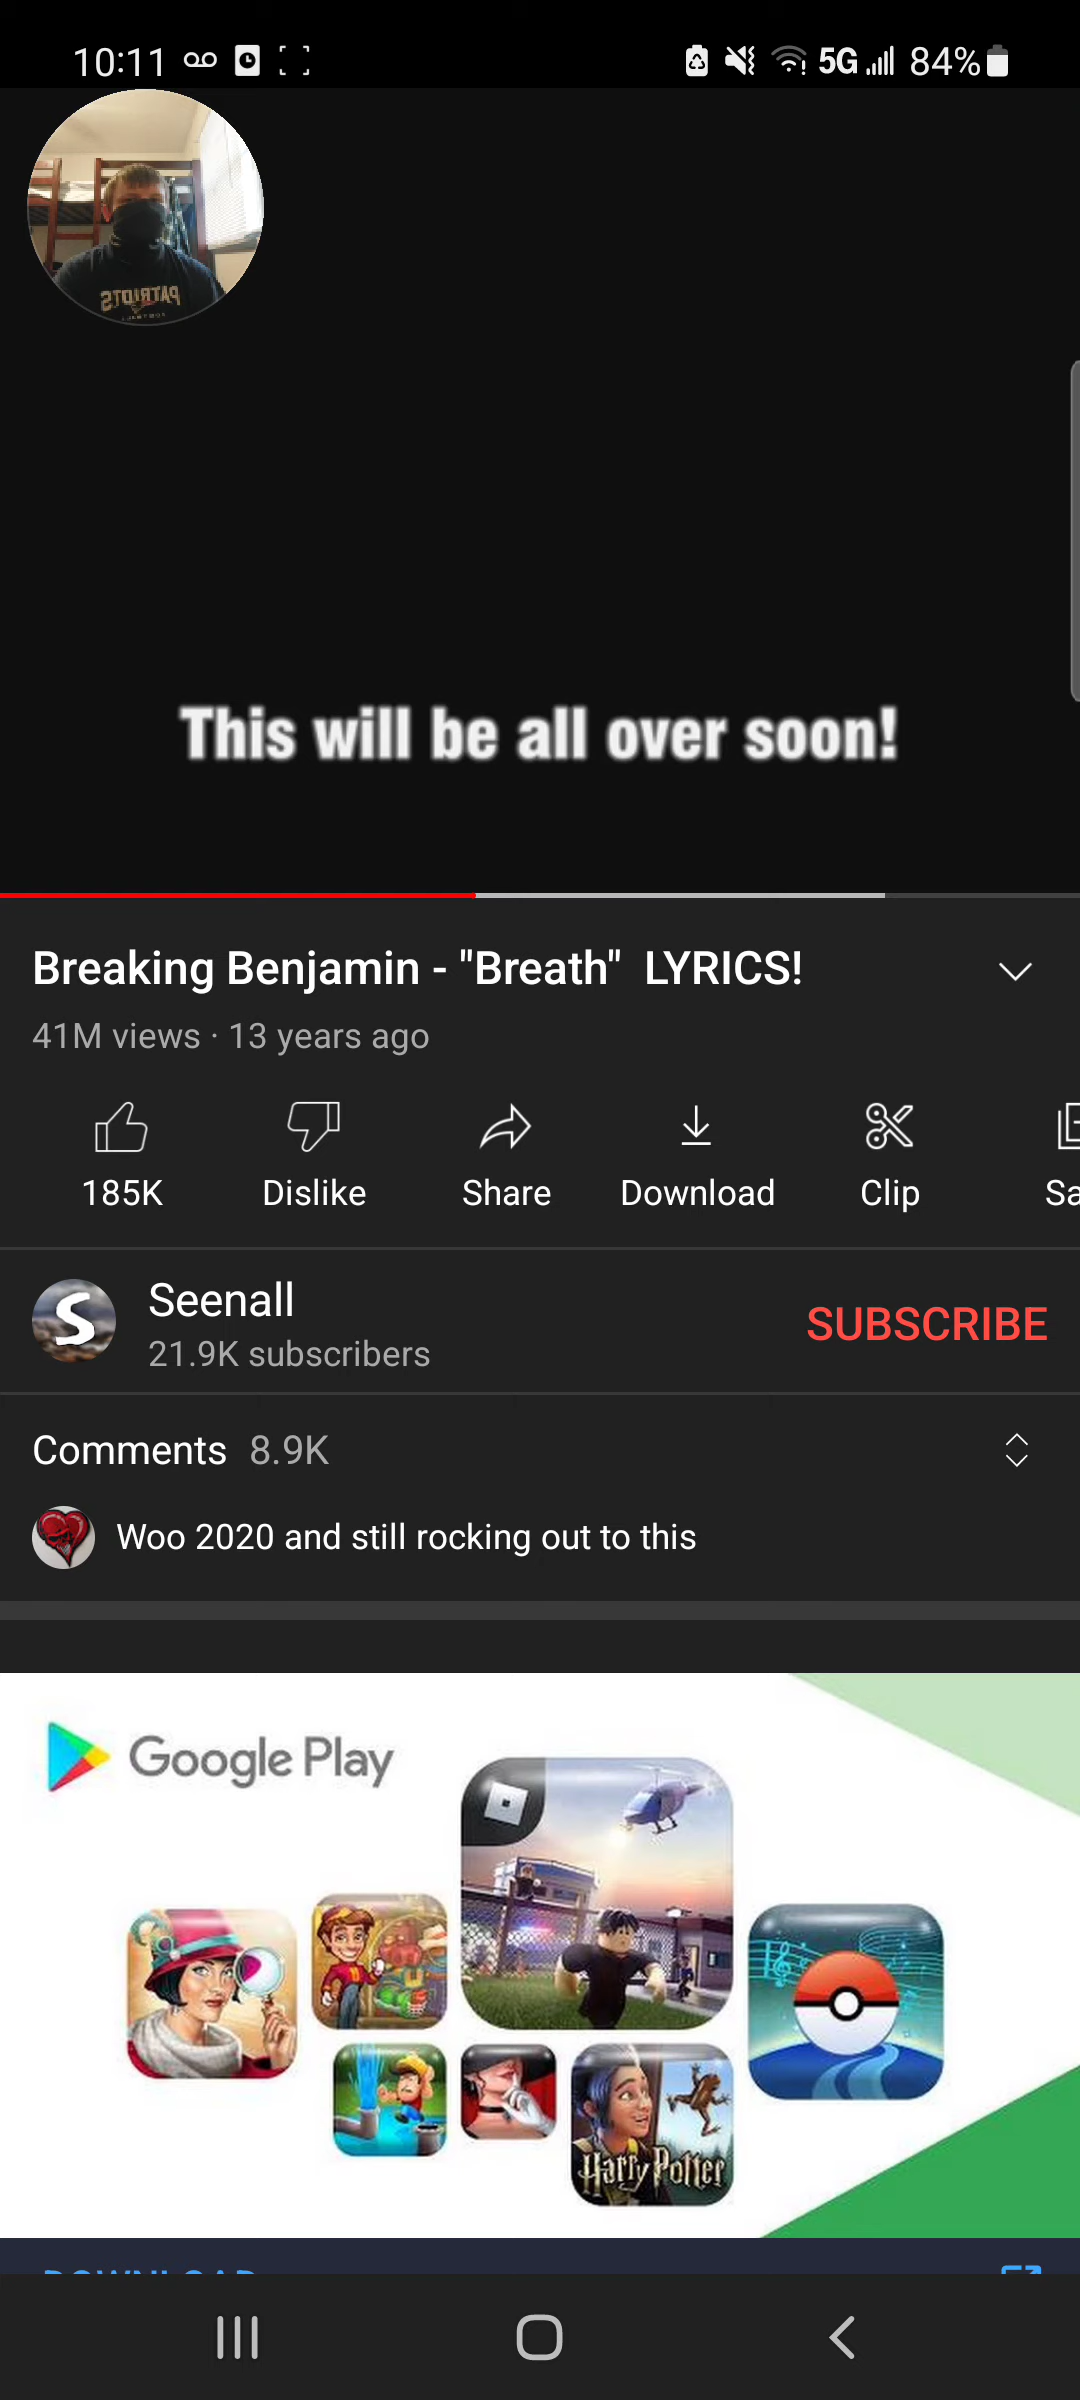 10:11
5G 84%
PATRIOTS
This will be all over soon!
Breaking Benjamin - "Breath" LYRICS!
41M views · 13 years ago
185K Dislike Share Download Clip Sa
S
Seenall
21.9K subscribers
SUBSCRIBE
Comments 8.9K
Woo 2020 and still rocking out to this
Google Play
Harry Potter
DOWNLOAD